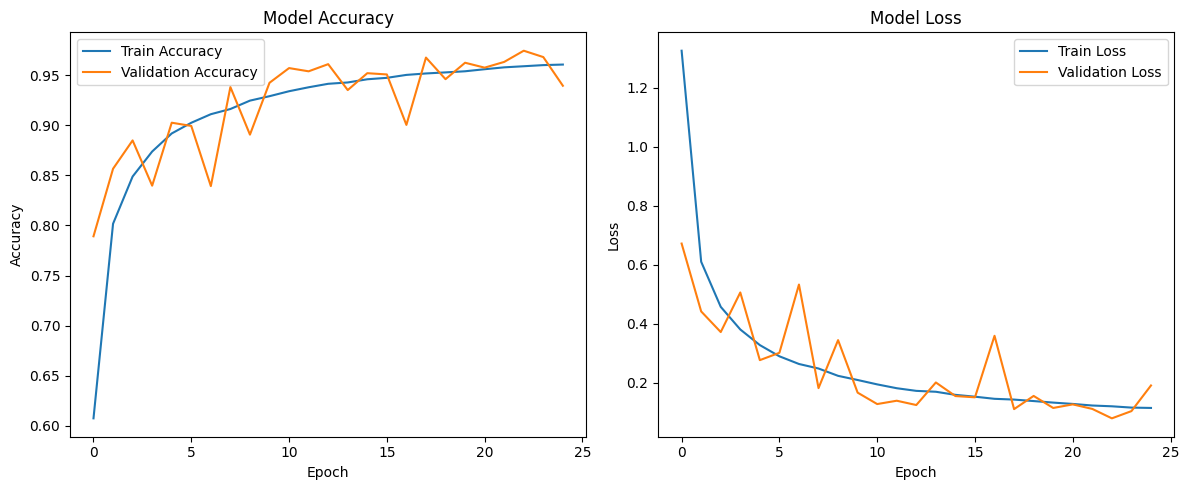 Model Accuracy
Train Accuracy
Validation Accuracy
0.95
0.90
0.85
0.80
0.75
0.70
0.65
0.60
Accuracy
0
5
10
15
20
25
Epoch
Model Loss
Train Loss
Validation Loss
1.2
1.0
0.8
0.6
0.4
0.2
Loss
0
5
10
15
20
25
Epoch